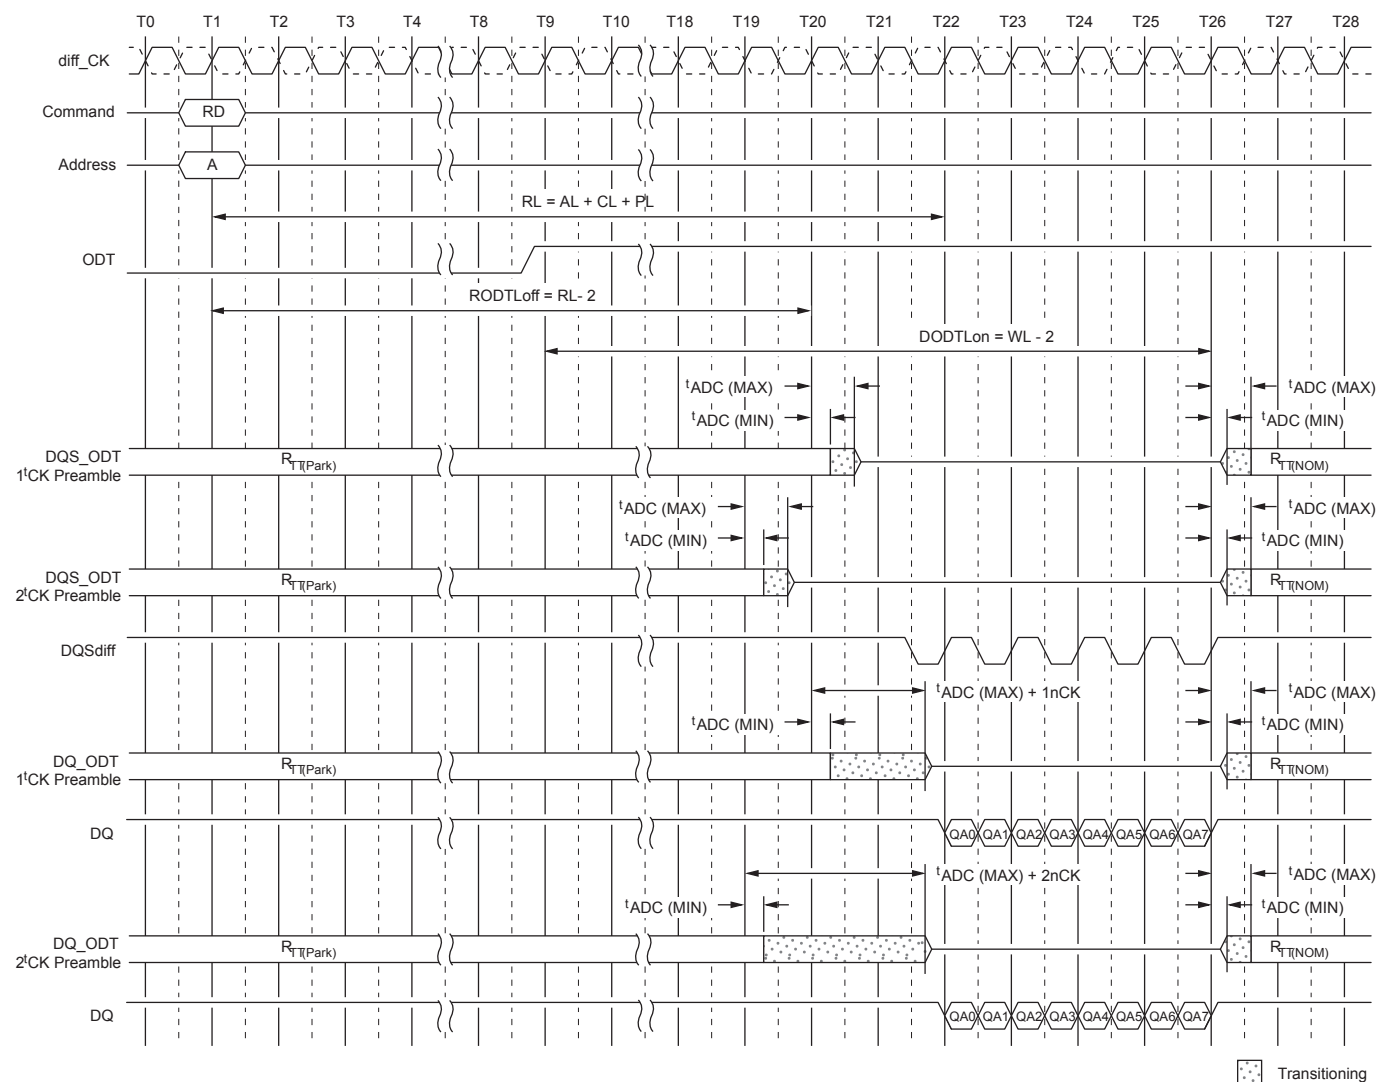 T0 T1 T2 T3 T4 T8 T9 T10 T18 T19 T20 T21 T22 T23 T24 T25 T26 T27 T28
diff_CK
Command RD
Address A
RL = AL + CL + PL
ODT
RODTLoff = RL- 2
DODTLon = WL - 2
tADC (MAX) tADC (MAX)
tADC (MIN) tADC (MIN)
DQS_ODT
1tCK Preamble RTT(Park) RTT(NOM)
tADC (MAX) tADC (MAX)
tADC (MIN) tADC (MIN)
DQS_ODT
2tCK Preamble RTT(Park) RTT(NOM)
DQSdiff
tADC (MAX) + 1nCK tADC (MAX)
tADC (MIN) tADC (MIN)
DQ_ODT
1tCK Preamble RTT(Park) RTT(NOM)
DQ QA0 QA1 QA2 QA3 QA4 QA5 QA6 QA7
tADC (MAX) + 2nCK tADC (MAX)
tADC (MIN) tADC (MIN)
DQ_ODT
2tCK Preamble RTT(Park) RTT(NOM)
DQ QA0 QA1 QA2 QA3 QA4 QA5 QA6 QA7
Transitioning